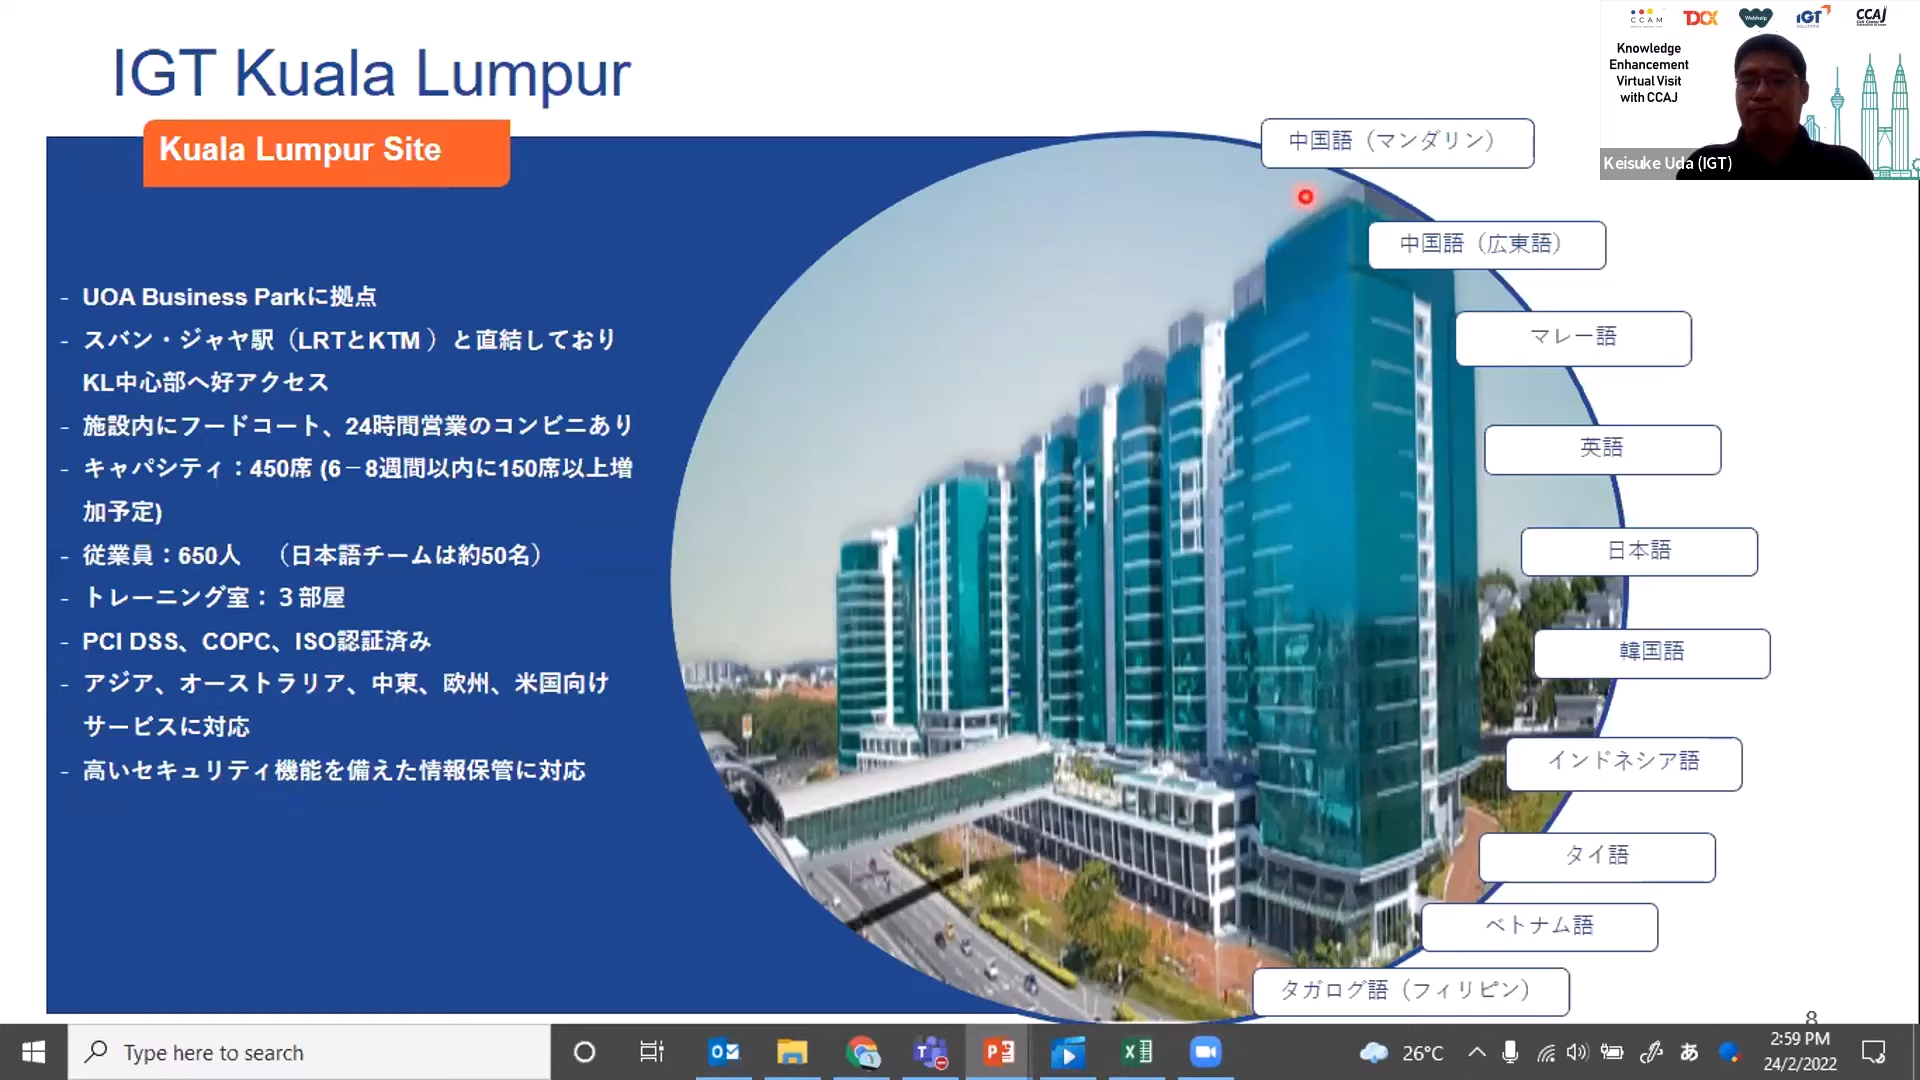 IGT Kuala Lumpur
Kuala Lumpur Site
- UOA Business Parkに拠点
- スバン・ジャヤ駅（LRTとKTM ）と直結しており
KL中心部へ好アクセス
- 施設内にフードコート、24時間営業のコンビニあり
- キャパシティ：450席 (6－8週間以内に150席以上増
加予定)
- 従業員：650人　（日本語チームは約50名）
- トレーニング室：３部屋
- PCI DSS、COPC、ISO認証済み
- アジア、オーストラリア、中東、欧州、米国向け
サービスに対応
- 高いセキュリティ機能を備えた情報保管に対応
中国語（マンダリン）
中国語（広東語）
マレー語
英語
日本語
韓国語
インドネシア語
タイ語
ベトナム語
タガログ語（フィリピン）
8
CCAM
TDCX
Webhelp
IGT
SOLUTIONS
CCAJ
Knowledge
Enhancement
Virtual Visit
with CCAJ
Keisuke Uda (IGT)
Type here to search
26°C
あ
2:59 PM
24/2/2022